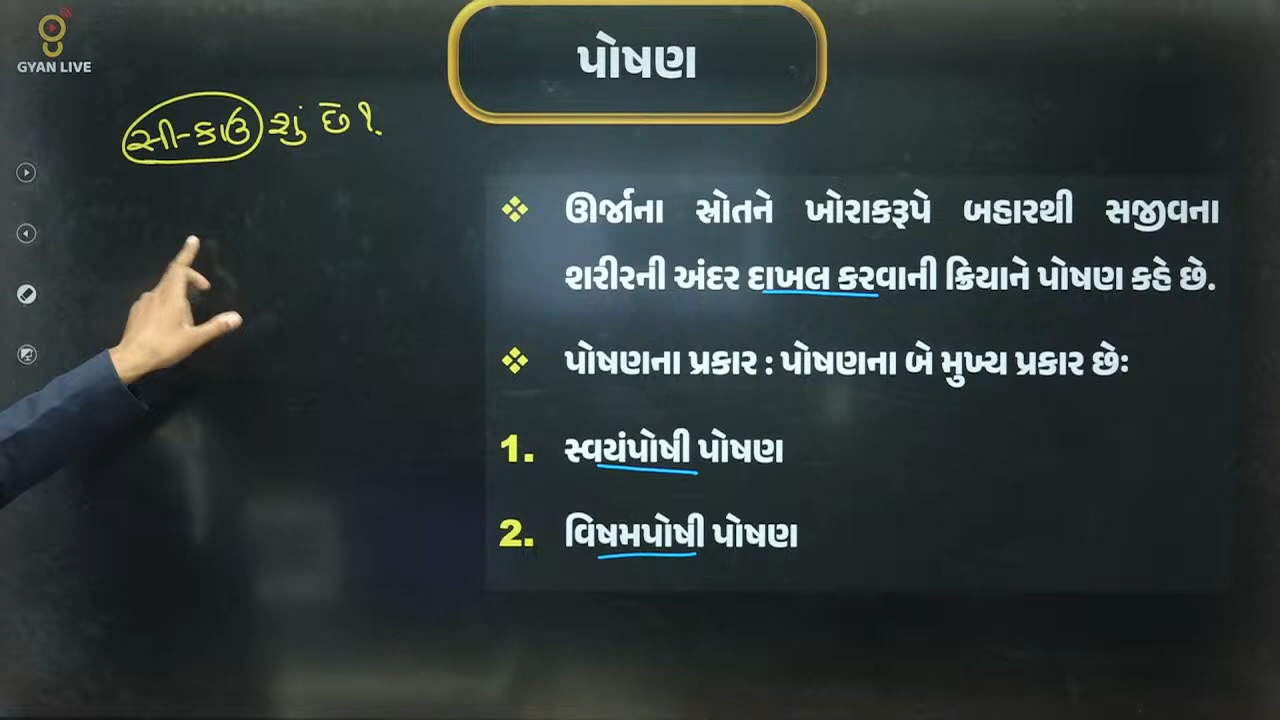 GYAN LIVE
પોષણ
સી-કાઉ શું છે?
❖ ઊર્જાના સ્રોતને ખોરાકરૂપે બહારથી સજીવના
શરીરની અંદર દાખલ કરવાની ક્રિયાને પોષણ કહે છે.
❖ પોષણના પ્રકાર : પોષણના બે મુખ્ય પ્રકાર છેઃ
1. સ્વયંપોષી પોષણ
2. વિષમપોષી પોષણ